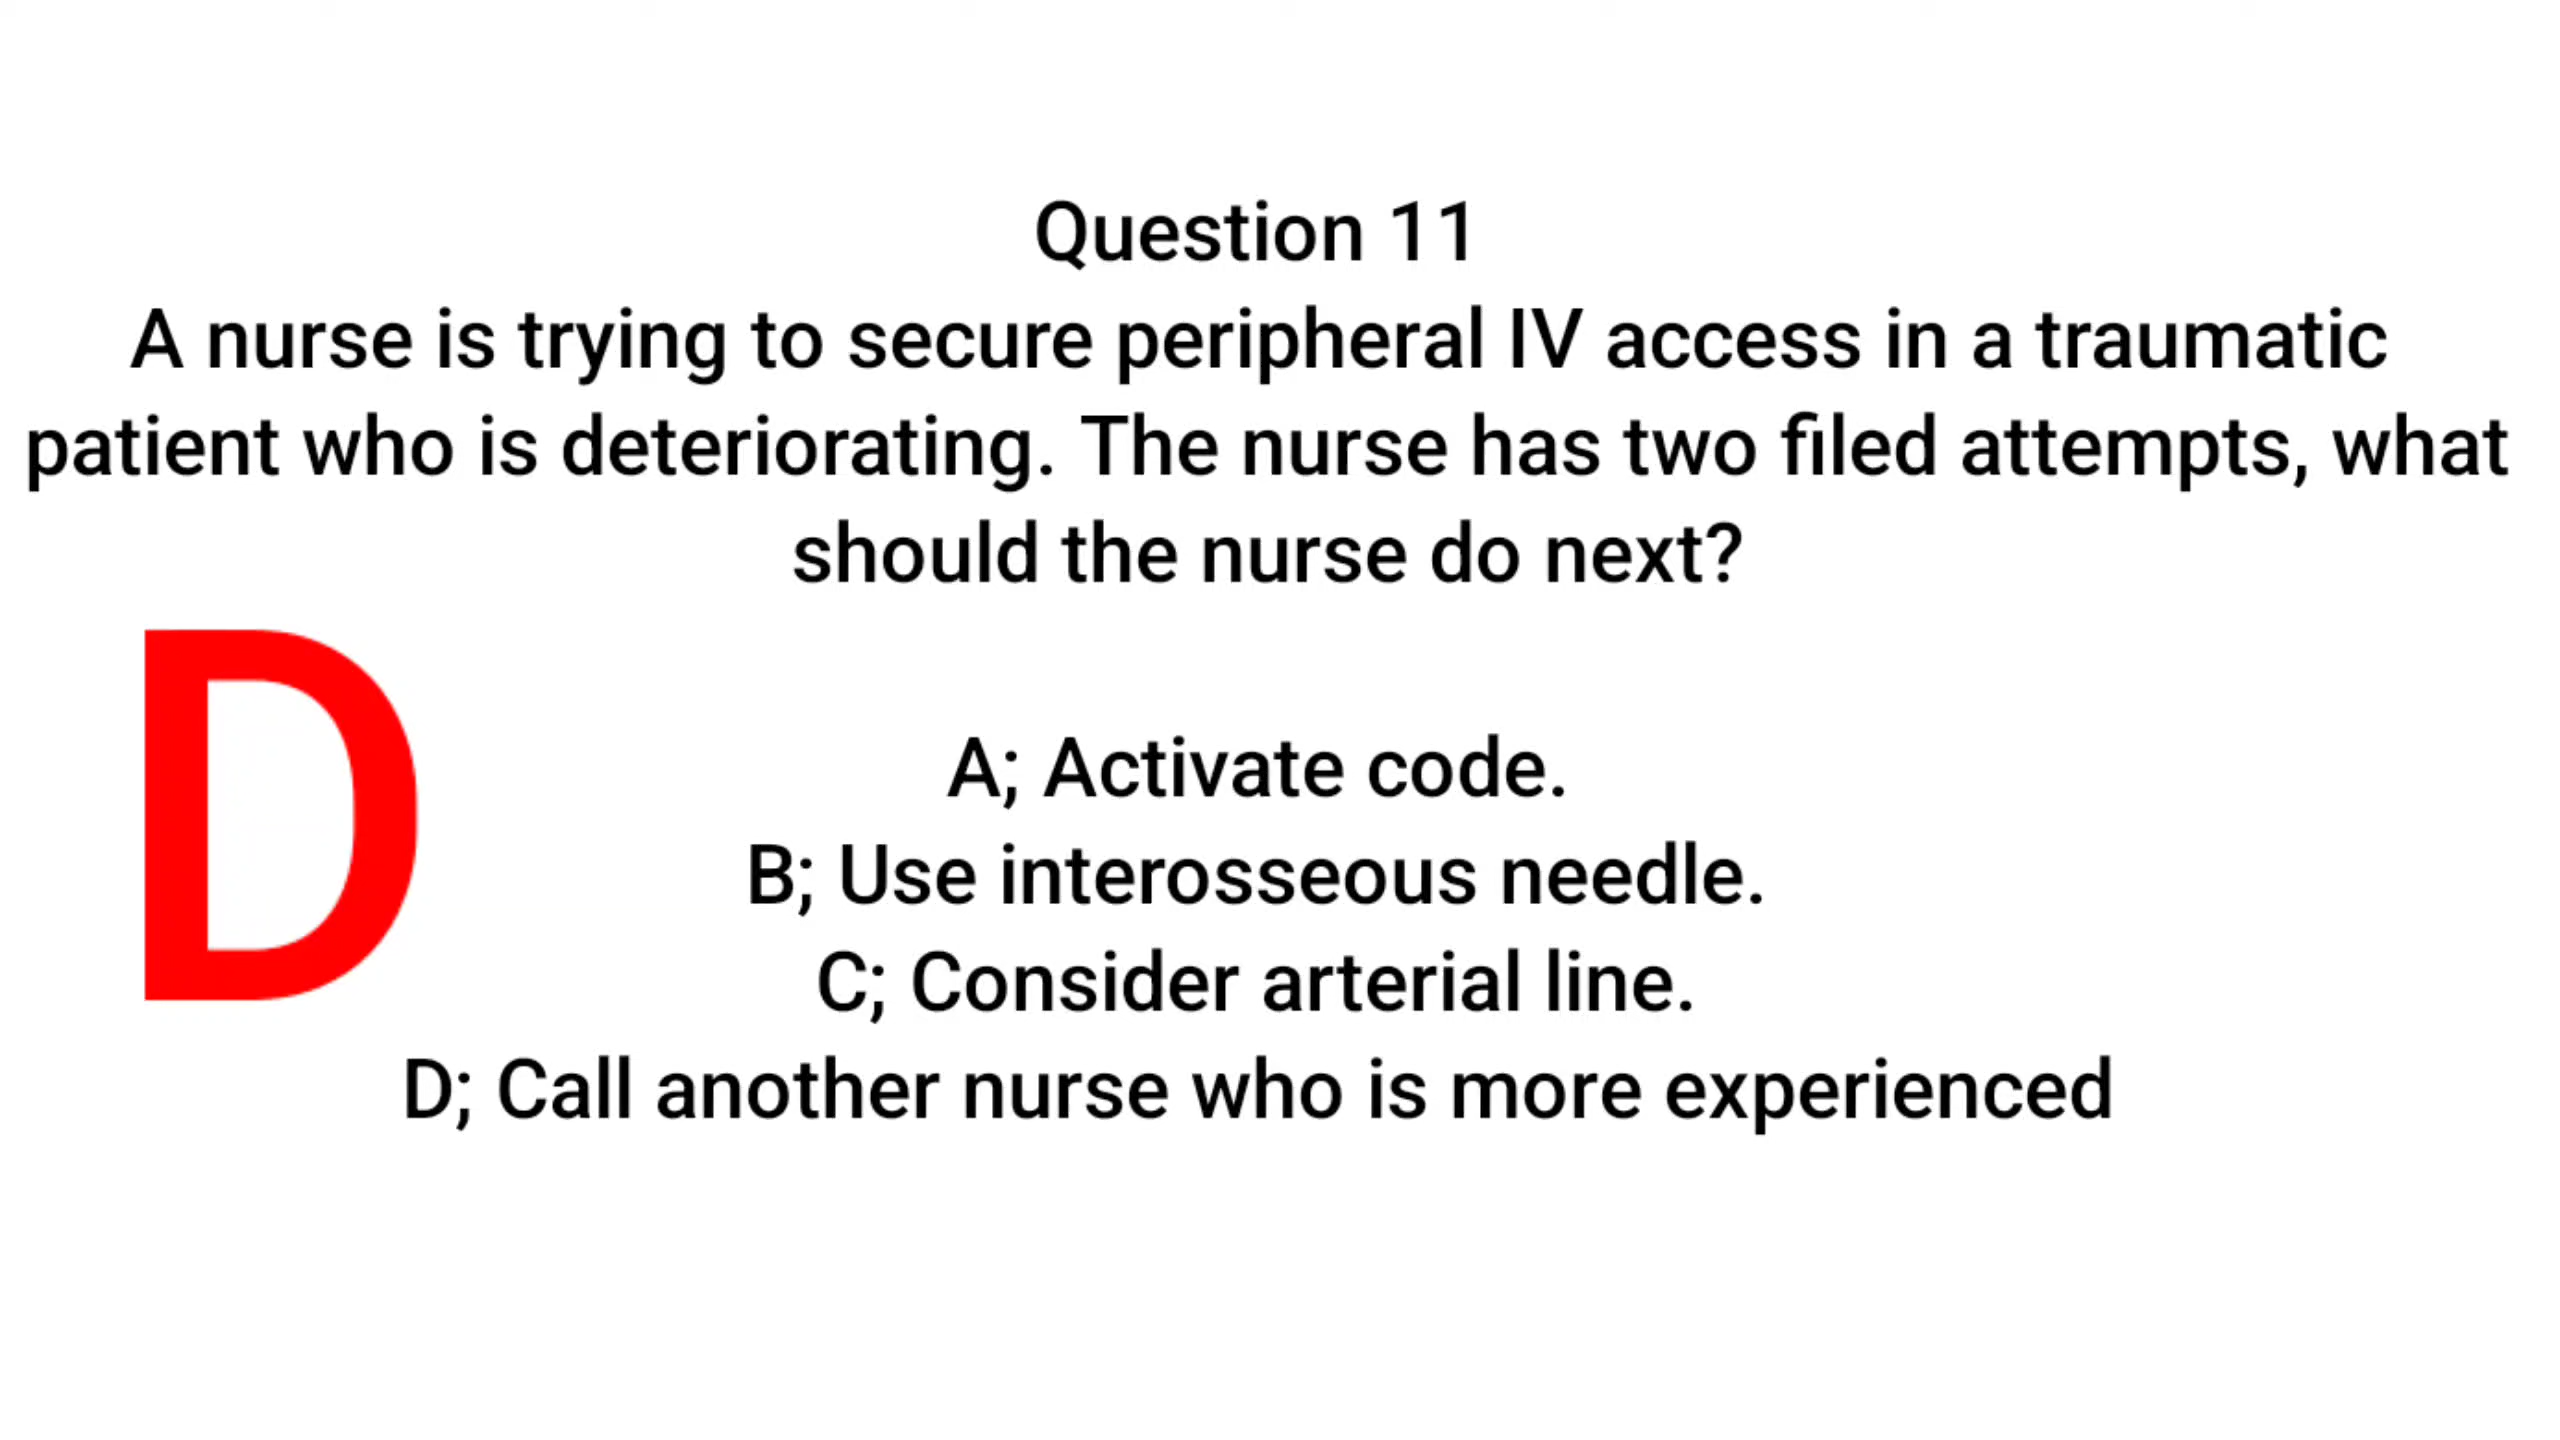 Question 11
A nurse is trying to secure peripheral IV access in a traumatic
patient who is deteriorating. The nurse has two filed attempts, what
should the nurse do next?
D
A; Activate code.
B; Use interosseous needle.
C; Consider arterial line.
D; Call another nurse who is more experienced